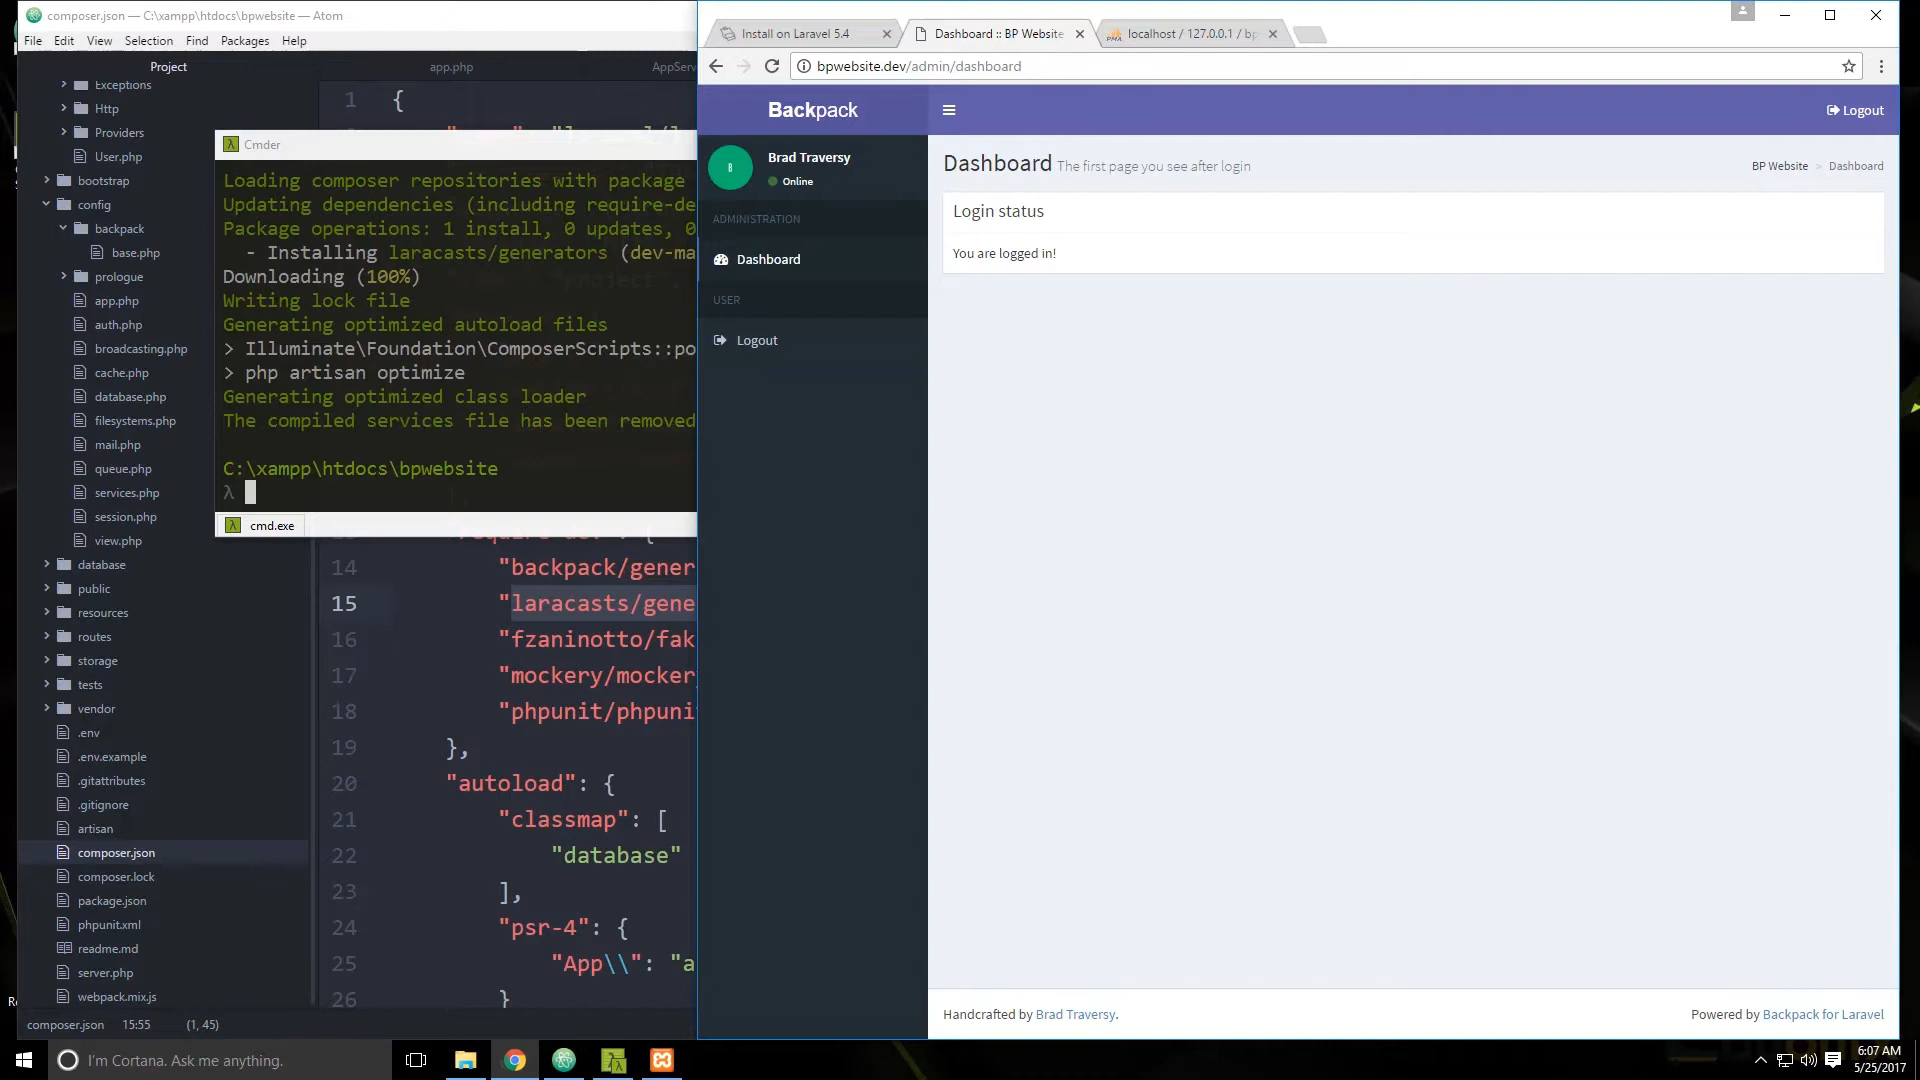 composer.json — C:\xampp\htdocs\bpwebsite — Atom
File Edit View Selection Find Packages Help
Project
app.php
Exceptions
Http
Providers
User.php
bootstrap
config
backpack
base.php
prologue
app.php
auth.php
broadcasting.php
cache.php
database.php
filesystems.php
mail.php
queue.php
services.php
session.php
view.php
database
public
resources
routes
storage
tests
vendor
.env
.env.example
.gitattributes
.gitignore
artisan
composer.json
composer.lock
package.json
phpunit.xml
readme.md
server.php
webpack.mix.js
composer.json 15:55 (1, 45)
1 {
Cmder
Loading composer repositories with package
Updating dependencies (including require-de
Package operations: 1 install, 0 updates, 0
- Installing laracasts/generators (dev-ma
Downloading (100%)
Writing lock file
Generating optimized autoload files
> Illuminate\Foundation\ComposerScripts::po
> php artisan optimize
Generating optimized class loader
The compiled services file has been removed
C:\xampp\htdocs\bpwebsite
λ
cmd.exe
14 "backpack/gener
15 "laracasts/gene
16 "fzaninotto/fak
17 "mockery/mocker
18 "phpunit/phpuni
19 },
20 "autoload": {
21 "classmap": [
22 "database"
23 ],
24 "psr-4": {
25 "App\\": "a
26 }
Install on Laravel 5.4
Dashboard :: BP Website
localhost / 127.0.0.1 / bp
bpwebsite.dev/admin/dashboard
Backpack
Logout
B
Brad Traversy
Online
ADMINISTRATION
Dashboard
USER
Logout
Dashboard The first page you see after login
BP Website > Dashboard
Login status
You are logged in!
Handcrafted by Brad Traversy.
Powered by Backpack for Laravel
I'm Cortana. Ask me anything.
6:07 AM
5/25/2017